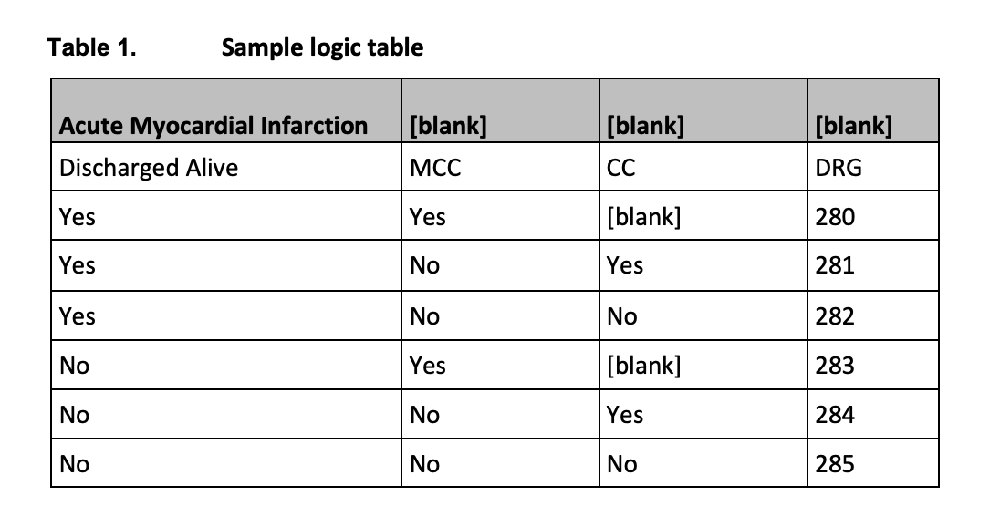 Table 1. Sample logic table
Acute Myocardial Infarction [blank] [blank] [blank]
Discharged Alive MCC CC DRG
Yes Yes [blank] 280
Yes No Yes 281
Yes No No 282
No Yes [blank] 283
No No Yes 284
No No No 285